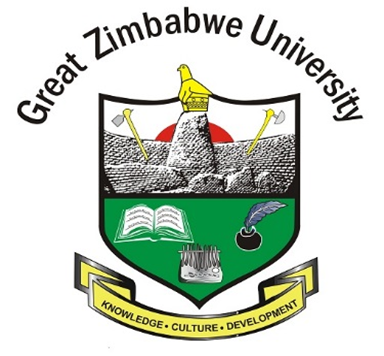 Great Zimbabwe University
KNOWLEDGE • CULTURE • DEVELOPMENT